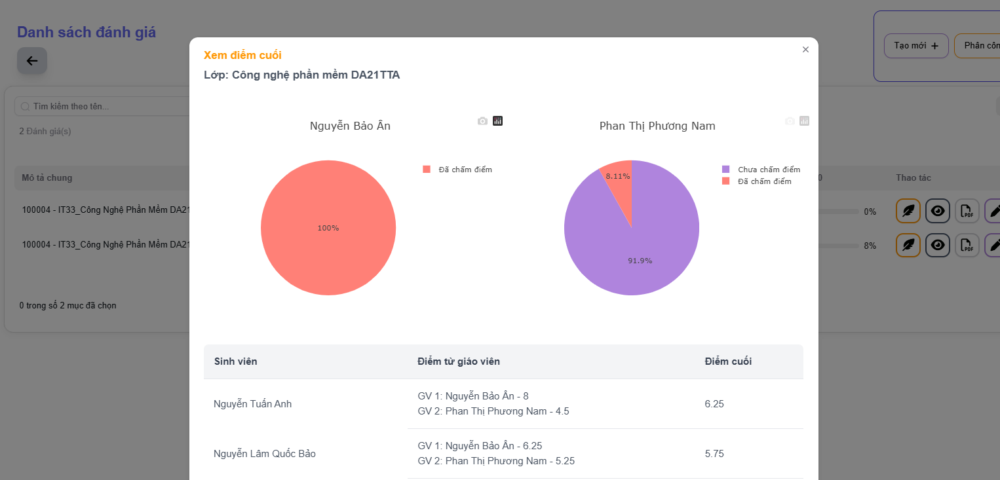 Danh sách đánh giá
Tạo mới
Phân côn
Tìm kiếm theo tên...
2 Đánh giá(s)
Mô tả chung
0
Thao tác
100004 - IT33_Công Nghệ Phần Mềm DA21
0%
PDF
100004 - IT33_Công Nghệ Phần Mềm DA21
8%
PDF
0 trong số 2 mục đã chọn
Xem điểm cuối
Lớp: Công nghệ phần mềm DA21TTA
Nguyễn Bảo Ân
Đã chấm điểm
100%
Phan Thị Phương Nam
Chưa chấm điểm
Đã chấm điểm
8.11%
91.9%
Sinh viên Điểm từ giáo viên Điểm cuối
Nguyễn Tuấn Anh
GV 1: Nguyễn Bảo Ân - 8
GV 2: Phan Thị Phương Nam - 4.5
6.25
Nguyễn Lâm Quốc Bảo
GV 1: Nguyễn Bảo Ân - 6.25
GV 2: Phan Thị Phương Nam - 5.25
5.75